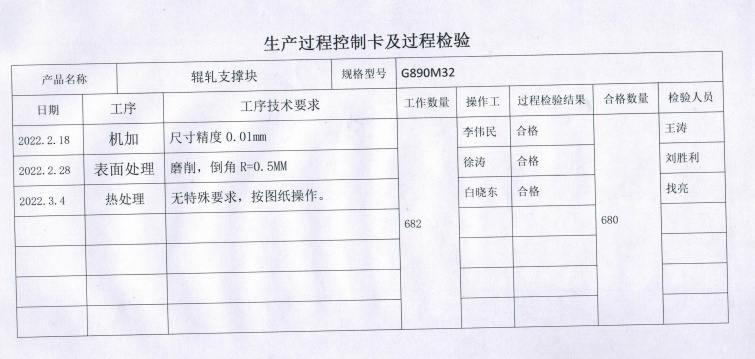 生产过程控制卡及过程检验
产品名称 辊轧支撑块 规格型号 G890M32
日期 工序 工序技术要求 工作数量 操作工 过程检验结果 合格数量 检验人员
2022.2.18 机加 尺寸精度 0.01mm 李伟民 合格 王涛
2022.2.28 表面处理 磨削，倒角 R=0.5MM 徐涛 合格 刘胜利
2022.3.4 热处理 无特殊要求，按图纸操作。 白晓东 合格 找亮
682 680